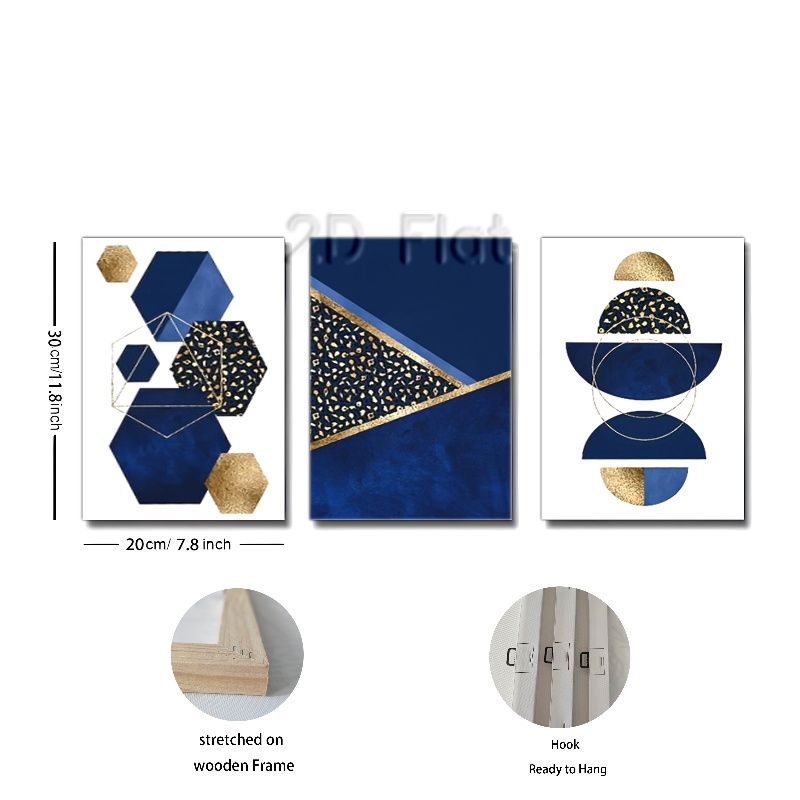 2D Flat
30cm/11.8inch
20cm/ 7.8 inch
stretched on
wooden Frame
Hook
Ready to Hang